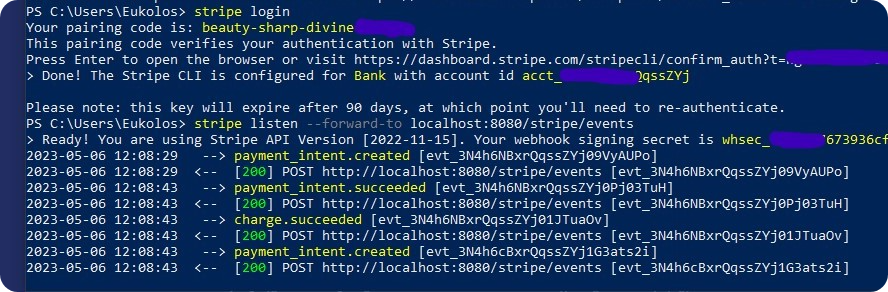 PS C:\Users\Eukolos> stripe login
Your pairing code is: beauty-sharp-divine
This pairing code verifies your authentication with Stripe.
Press Enter to open the browser or visit https://dashboard.stripe.com/stripecli/confirm_auth?t=
> Done! The Stripe CLI is configured for Bank with account id acct_ QqssZYj
Please note: this key will expire after 90 days, at which point you'll need to re-authenticate.
PS C:\Users\Eukolos> stripe listen --forward-to localhost:8080/stripe/events
> Ready! You are using Stripe API Version [2022-11-15]. Your webhook signing secret is whsec_ 673936cf
2023-05-06 12:08:29   --> payment_intent.created [evt_3N4h6NBxrQqssZYj09VyAUPo]
2023-05-06 12:08:29  <--  [200] POST http://localhost:8080/stripe/events [evt_3N4h6NBxrQqssZYj09VyAUPo]
2023-05-06 12:08:43   --> payment_intent.succeeded [evt_3N4h6NBxrQqssZYj0Pj03TuH]
2023-05-06 12:08:43  <--  [200] POST http://localhost:8080/stripe/events [evt_3N4h6NBxrQqssZYj0Pj03TuH]
2023-05-06 12:08:43   --> charge.succeeded [evt_3N4h6NBxrQqssZYj01JTuaOv]
2023-05-06 12:08:43  <--  [200] POST http://localhost:8080/stripe/events [evt_3N4h6NBxrQqssZYj01JTuaOv]
2023-05-06 12:08:43   --> payment_intent.created [evt_3N4h6cBxrQqssZYj1G3ats2i]
2023-05-06 12:08:43  <--  [200] POST http://localhost:8080/stripe/events [evt_3N4h6cBxrQqssZYj1G3ats2i]